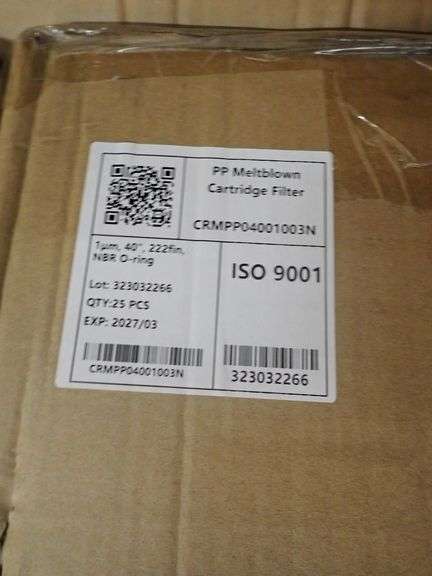 PP Meltblown
Cartridge Filter
CRMPP04001003N
1µm, 40", 222fin,
NBR O-ring
Lot: 323032266
QTY:25 PCS
EXP: 2027/03
ISO 9001
CRMPP04001003N
323032266